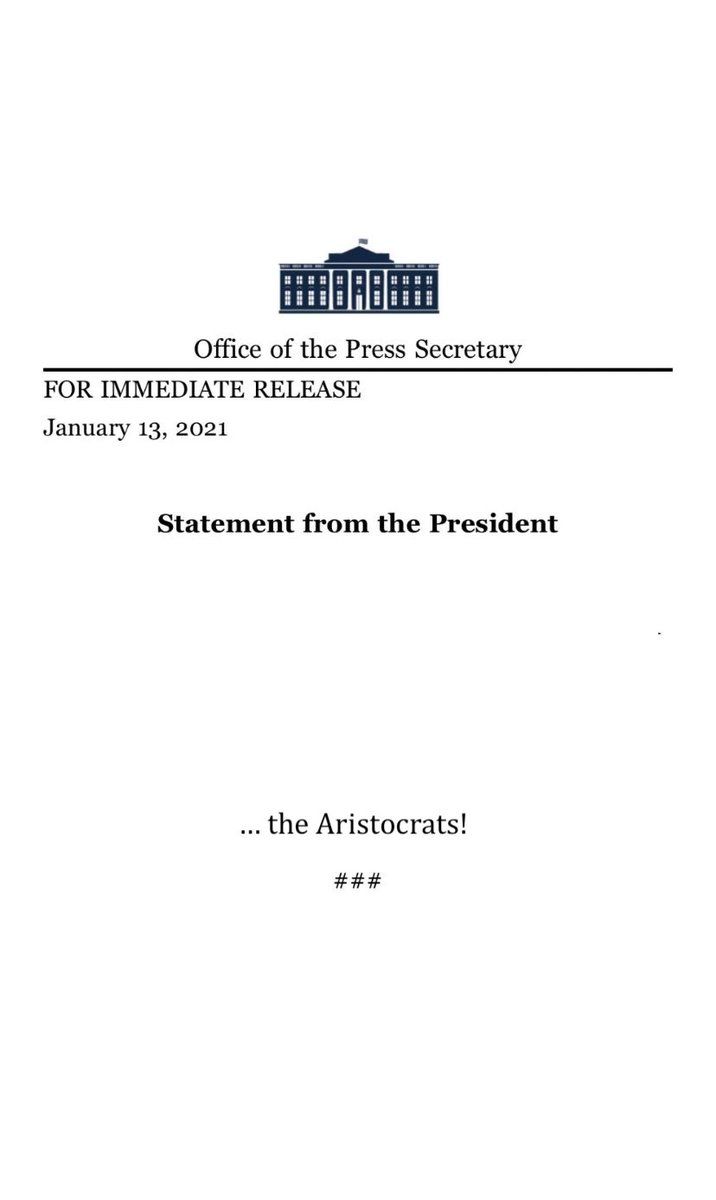 Office of the Press Secretary
FOR IMMEDIATE RELEASE
January 13, 2021
Statement from the President
... the Aristocrats!
###